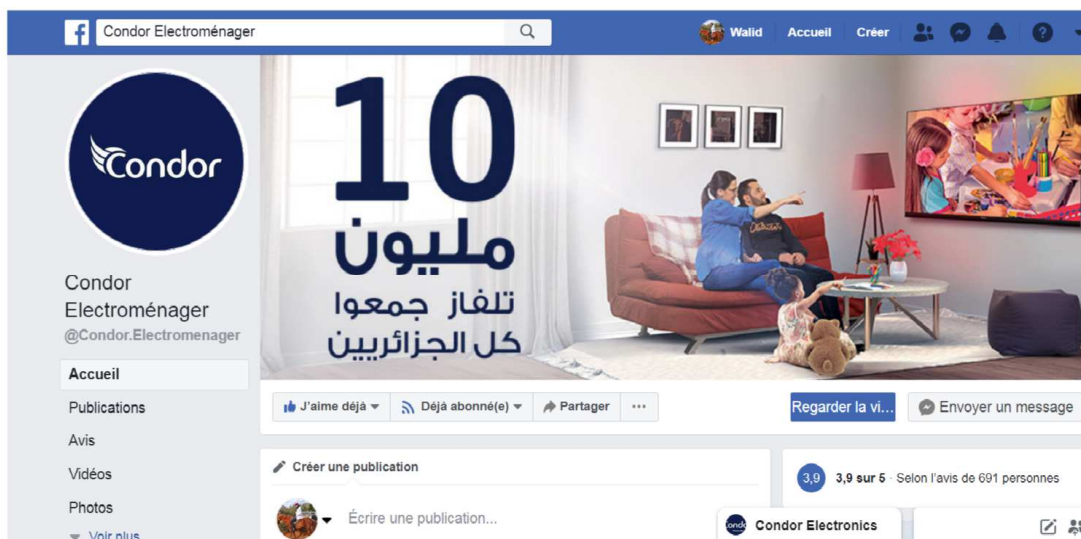 Condor Electroménager
Walid
Accueil
Créer
Condor
10
مليون
تلفاز جمعوا
كل الجزائريين
Condor
Electroménager
@Condor.Electromenager
Accueil
Publications
Avis
Vidéos
Photos
Voir plus
J'aime déjà
Déjà abonné(e)
Partager
Regarder la vi...
Envoyer un message
Créer une publication
Écrire une publication...
3,9
3,9 sur 5 · Selon l'avis de 691 personnes
Condor Electronics